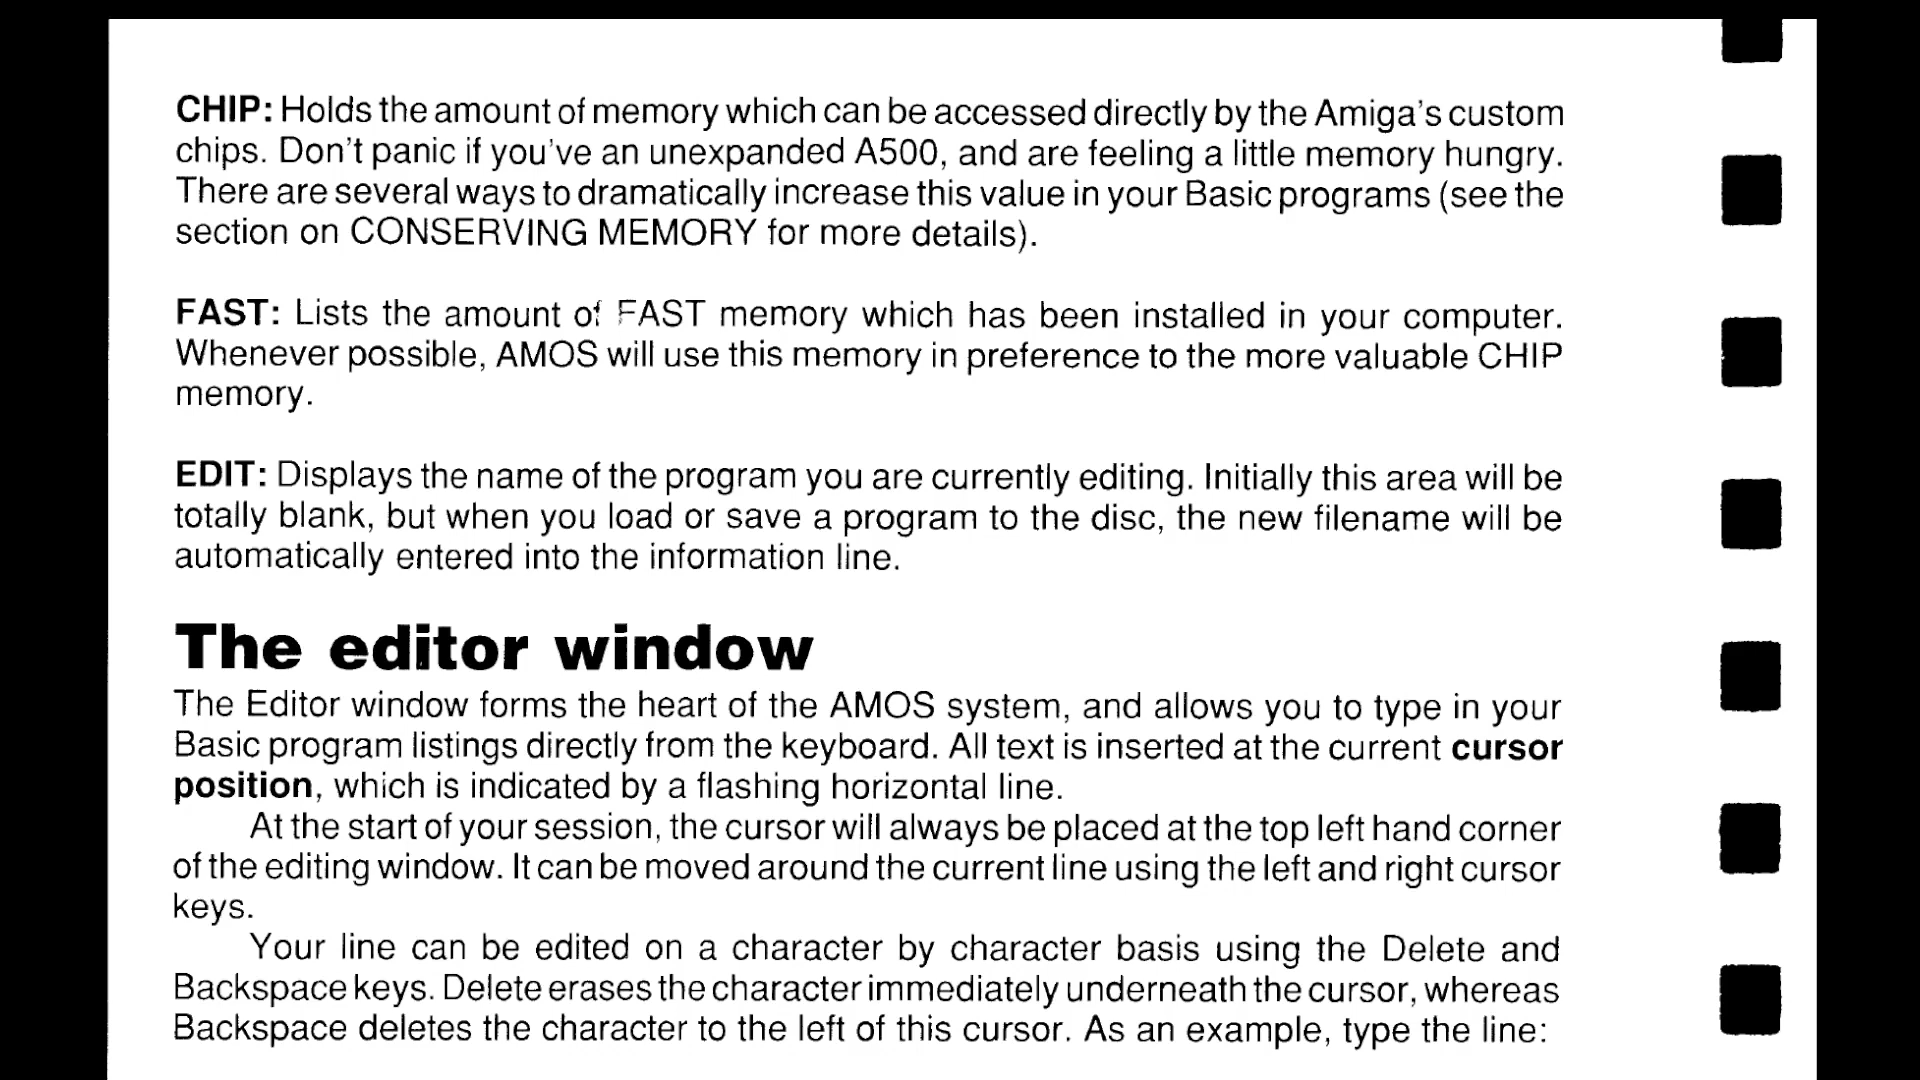 CHIP: Holds the amount of memory which can be accessed directly by the Amiga's custom
chips. Don't panic if you've an unexpanded A500, and are feeling a little memory hungry.
There are several ways to dramatically increase this value in your Basic programs (see the
section on CONSERVING MEMORY for more details).
FAST: Lists the amount of FAST memory which has been installed in your computer.
Whenever possible, AMOS will use this memory in preference to the more valuable CHIP
memory.
EDIT: Displays the name of the program you are currently editing. Initially this area will be
totally blank, but when you load or save a program to the disc, the new filename will be
automatically entered into the information line.
The editor window
The Editor window forms the heart of the AMOS system, and allows you to type in your
Basic program listings directly from the keyboard. All text is inserted at the current cursor
position, which is indicated by a flashing horizontal line.
At the start of your session, the cursor will always be placed at the top left hand corner
of the editing window. It can be moved around the current line using the left and right cursor
keys.
Your line can be edited on a character by character basis using the Delete and
Backspace keys. Delete erases the character immediately underneath the cursor, whereas
Backspace deletes the character to the left of this cursor. As an example, type the line: